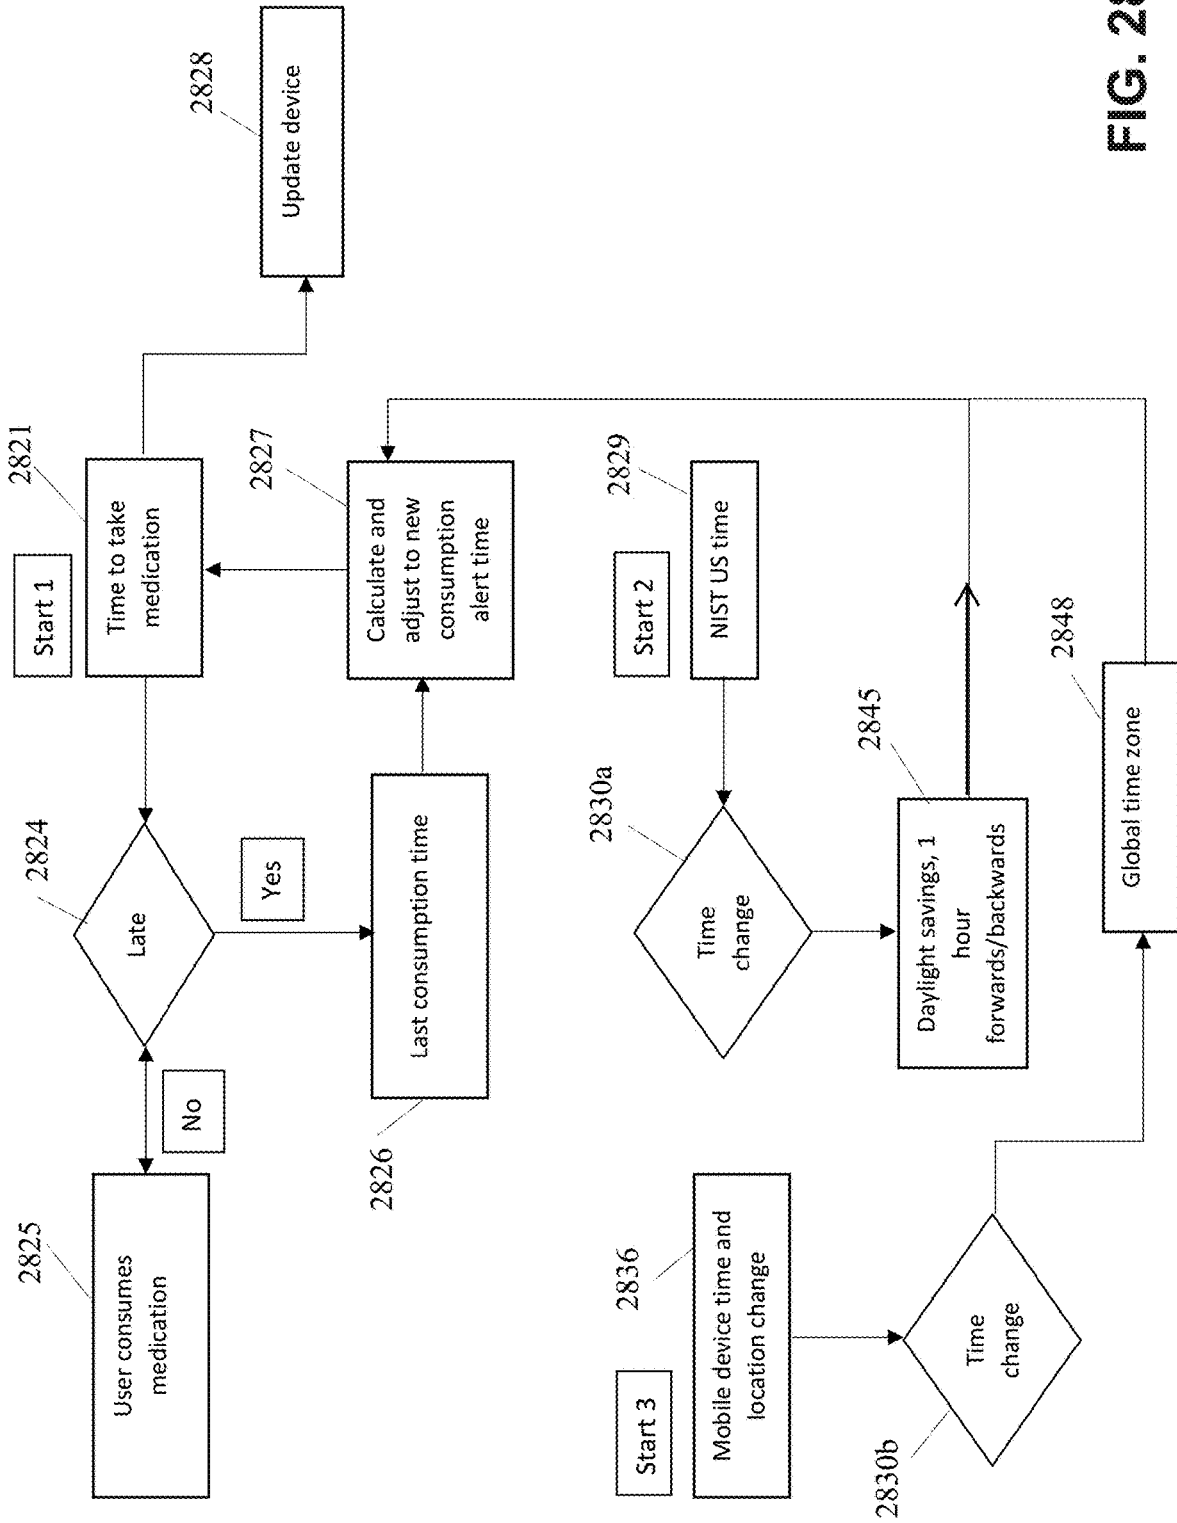 2825
User consumes
medication
No
2824
Late
Yes
Start 1
2821
Time to take
medication
2828
Update device
2826
Last consumption time
2827
Calculate and
adjust to new
consumption
alert time
Start 3
2836
Mobile device time and
location change
2830a
Time
change
Start 2
2829
NIST US time
2830b
Time
change
2845
Daylight savings, 1
hour
forwards/backwards
2848
Global time zone
FIG. 28